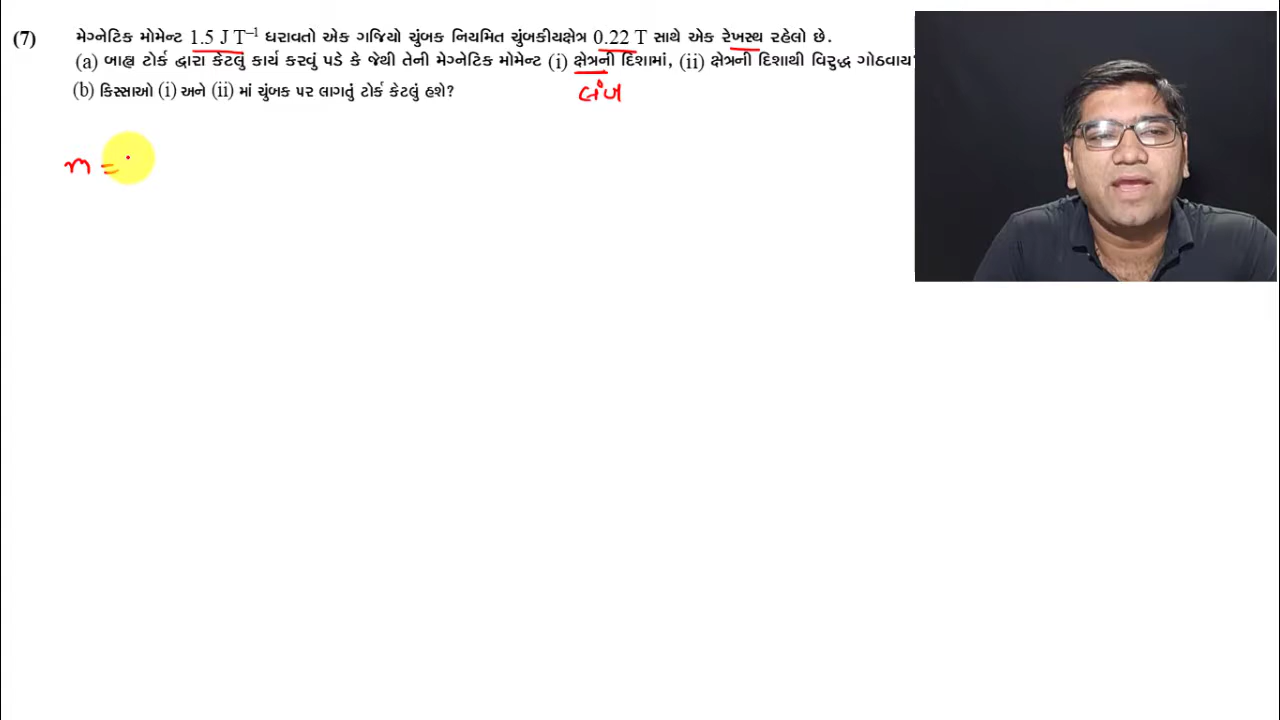 (7) મેગ્નેટિક મોમેન્ટ 1.5 J T⁻¹ ધરાવતો એક ગજિયો ચુંબક નિયમિત ચુંબકીયક્ષેત્ર 0.22 T સાથે એક રેખસ્થ રહેલો છે.
(a) બાહ્ય ટોર્ક દ્વારા કેટલું કાર્ય કરવું પડે કે જેથી તેની મેગ્નેટિક મોમેન્ટ (i) ક્ષેત્રની દિશામાં, (ii) ક્ષેત્રની દિશાથી વિરુદ્ધ ગોઠવાય
(b) કિસ્સાઓ (i) અને (ii) માં ચુંબક પર લાગતું ટોર્ક કેટલું હશે?
લંબ
m =